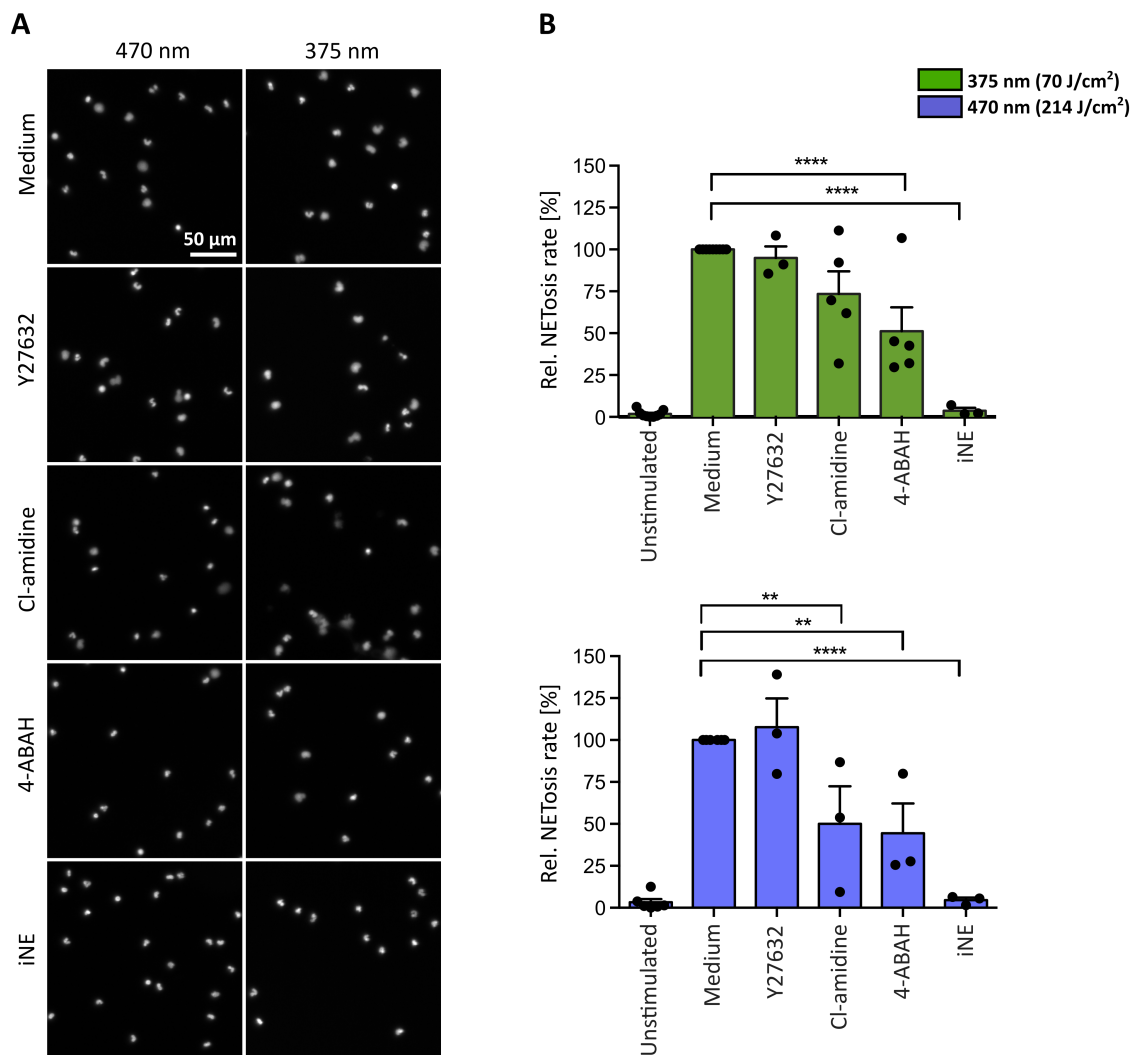 A
470 nm
375 nm
Medium
50 µm
Y27632
Cl-amidine
4-ABAH
iNE
B
375 nm (70 J/cm²)
470 nm (214 J/cm²)
Rel. NETosis rate [%]
150
125
100
75
50
25
0
****
****
Unstimulated
Medium
Y27632
Cl-amidine
4-ABAH
iNE
Rel. NETosis rate [%]
150
125
100
75
50
25
0
**
**
****
Unstimulated
Medium
Y27632
Cl-amidine
4-ABAH
iNE